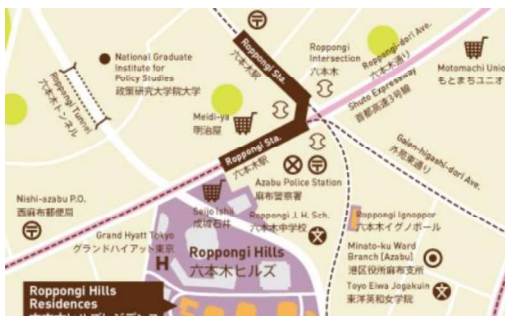 Roppongi Sta.
六本木駅
National Graduate
Institute for
Policy Studies
政策研究大学院大学
Roppongi
Intersection
六本木
Roppongi-dori Ave.
六本木通り
Motomachi Unio
もとまちユニオ
Roppongi Tunnel
六本木トンネル
Meidi-ya
明治屋
Shuto Expressway
首都高速3号線
Roppongi Sta.
六本木駅
Gaien-higashi-dori Ave.
外苑東通り
Azabu Police Station
麻布警察署
Nishi-azabu P.O.
西麻布郵便局
Seijo Ishii
成城石井
Roppongi J. H. Sch.
六本木中学校
Roppongi Ignopor
六本木イグノポール
Grand Hyatt Tokyo
グランドハイアット東京
H
Roppongi Hills
六本木ヒルズ
Minato-ku Ward
Branch [Azabu]
港区役所麻布支所
Toyo Eiwa Jogakuin
東洋英和女学院
Roppongi Hills
Residences